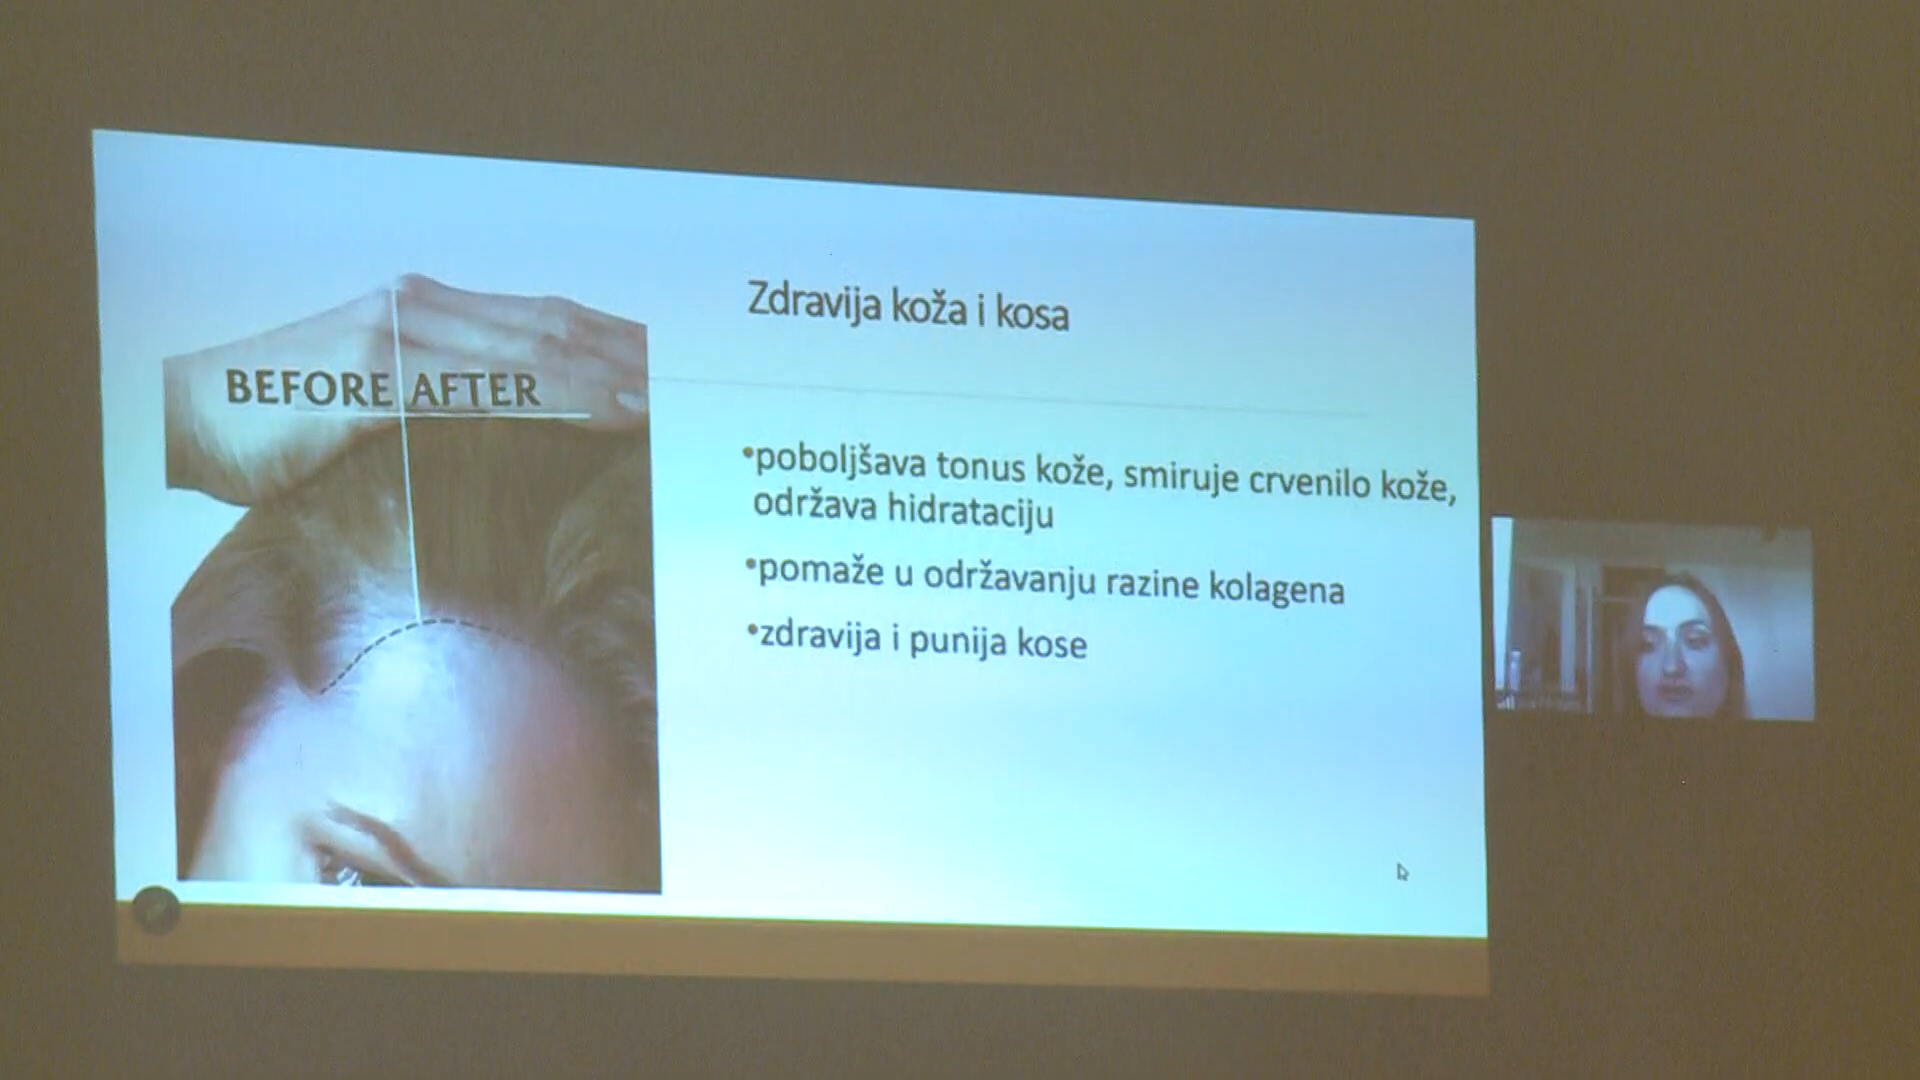 BEFORE AFTER
Zdravija koža i kosa
•poboljšava tonus kože, smiruje crvenilo kože,
održava hidrataciju
•pomaže u održavanju razine kolagena
•zdravija i punija kose